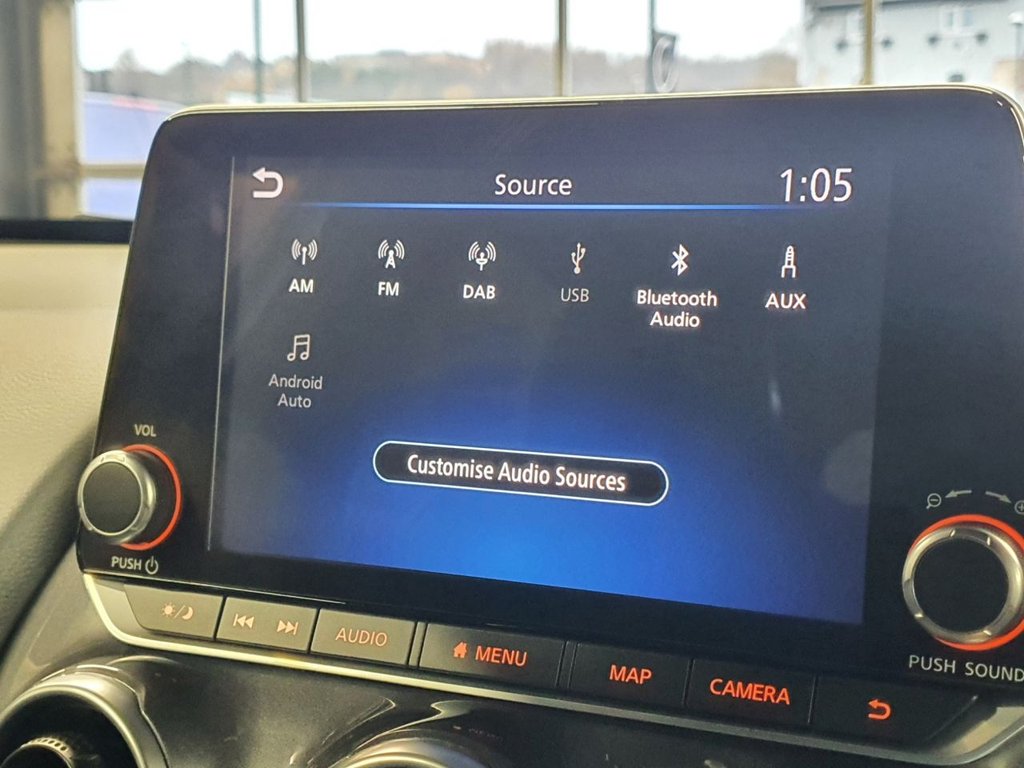 Source
1:05
AM
FM
DAB
USB
Bluetooth
Audio
AUX
Android
Auto
Customise Audio Sources
VOL
PUSH
AUDIO
MENU
MAP
CAMERA
PUSH SOUND